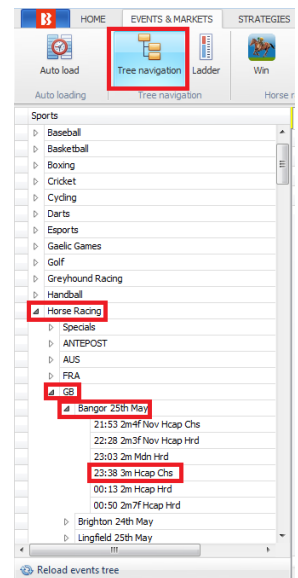 HOME EVENTS & MARKETS STRATEGIES
Auto load Tree navigation Ladder Win
Auto loading Tree navigation Horse r
Sports
Baseball
Basketball
Boxing
Cricket
Cycling
Darts
Esports
Gaelic Games
Golf
Greyhound Racing
Handball
Horse Racing
Specials
ANTEPOST
AUS
FRA
GB
Bangor 25th May
21:53 2m4f Nov Hcap Chs
22:28 2m3f Nov Hcap Hrd
23:03 2m Mdn Hrd
23:38 3m Hcap Chs
00:13 2m Hcap Hrd
00:50 2m7f Hcap Hrd
Brighton 24th May
Lingfield 25th May
Reload events tree